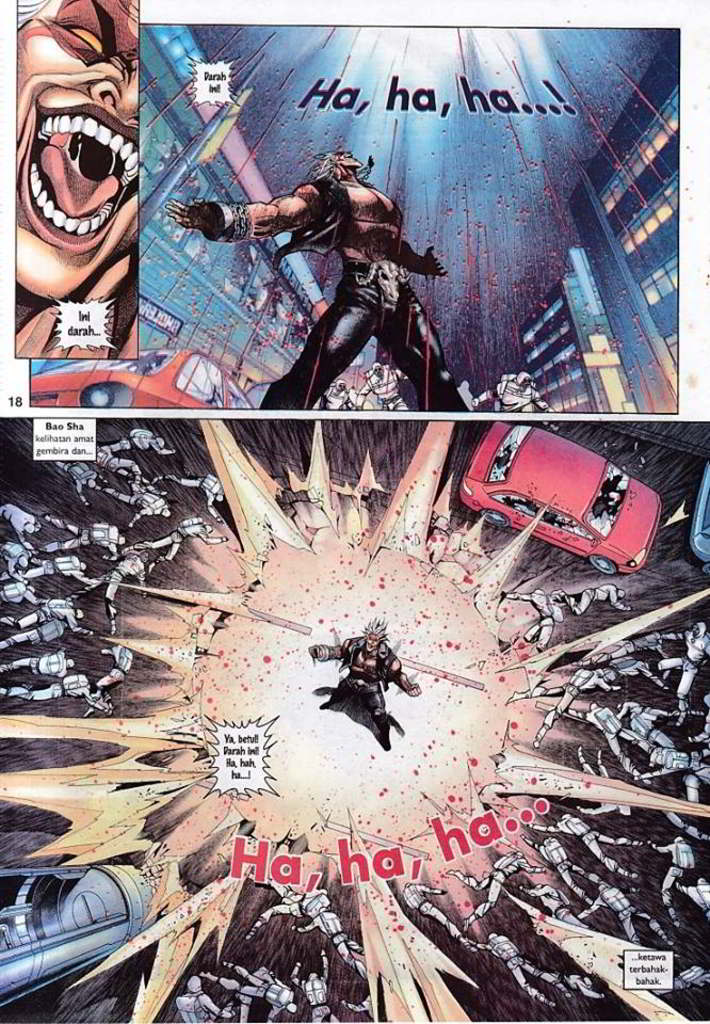 Ini
darah...
Darah
ini!
Ha, ha, ha....!
WELCOME
18
Bao Sha
kelihatan amat
gembira dan...
Ya, betul!
Darah ini!
Ha, hah,
ha....!
Ha, ha, ha...
...ketawa
terbahak-
bahak.